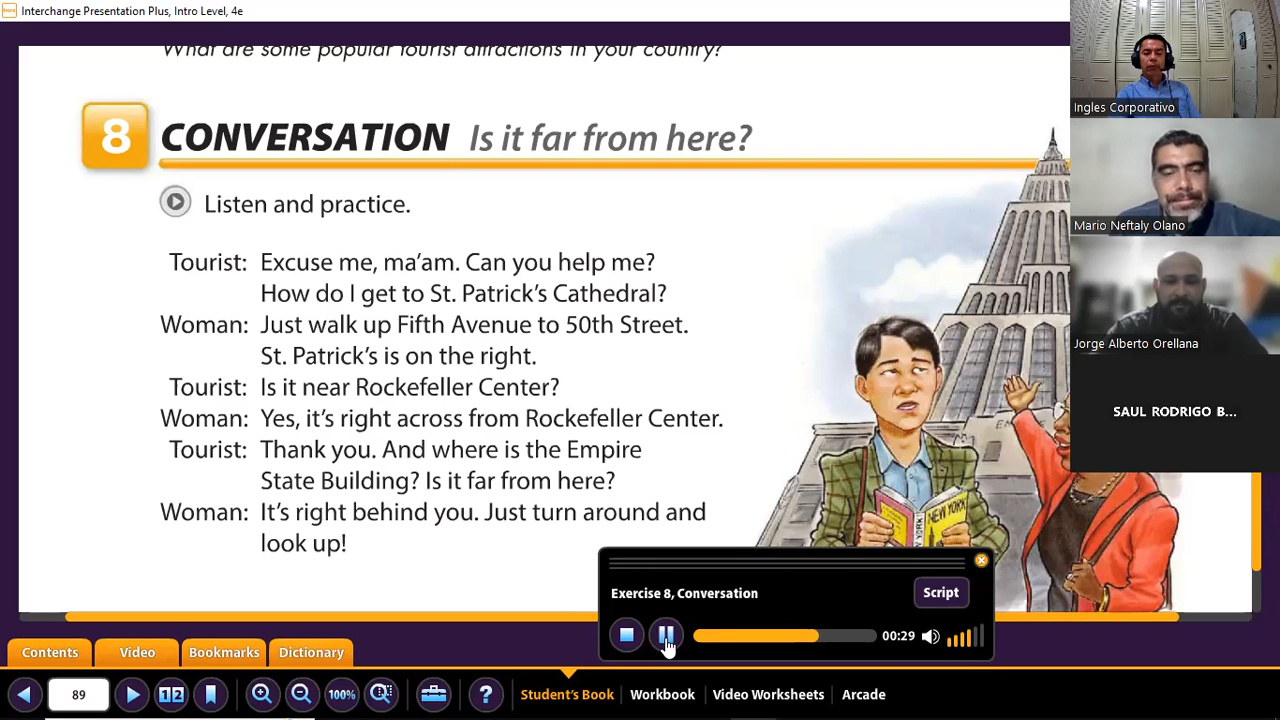 Interchange Presentation Plus, Intro Level, 4e
What are some popular tourist attractions in your country?
8 CONVERSATION Is it far from here?
Listen and practice.
Tourist: Excuse me, ma'am. Can you help me?
How do I get to St. Patrick's Cathedral?
Woman: Just walk up Fifth Avenue to 50th Street.
St. Patrick's is on the right.
Tourist: Is it near Rockefeller Center?
Woman: Yes, it's right across from Rockefeller Center.
Tourist: Thank you. And where is the Empire
State Building? Is it far from here?
Woman: It's right behind you. Just turn around and
look up!
NEW YORK
NEW YORK
Ingles Corporativo
Mario Neftaly Olano
Jorge Alberto Orellana
SAUL RODRIGO B...
Exercise 8, Conversation
Script
00:29
Contents Video Bookmarks Dictionary
89 1 2 100% ? Student's Book Workbook Video Worksheets Arcade